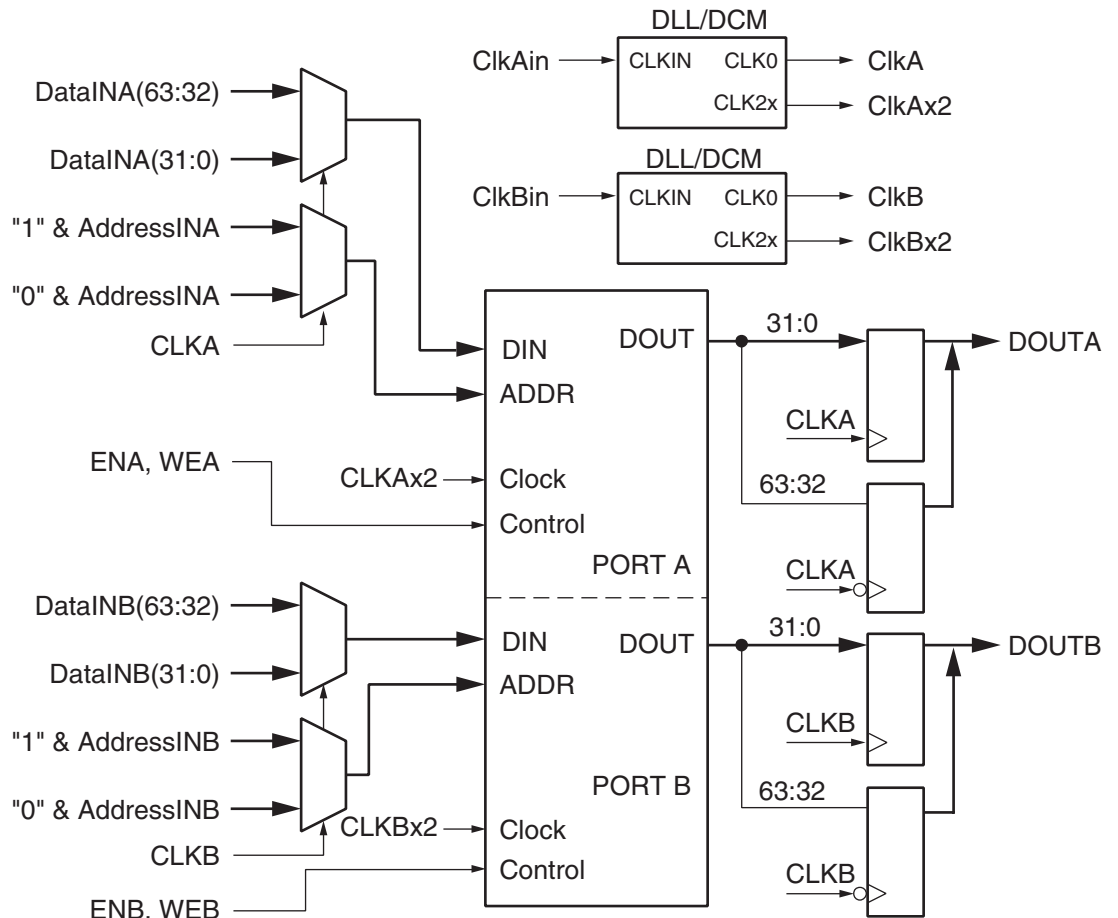 DLL/DCM
ClkAin
CLKIN
CLK0
ClkA
CLK2x
ClkAx2
DLL/DCM
ClkBin
CLKIN
CLK0
ClkB
CLK2x
ClkBx2
DataINA(63:32)
DataINA(31:0)
"1" & AddressINA
"0" & AddressINA
CLKA
ENA, WEA
CLKAx2
DIN
ADDR
Clock
Control
DOUT
PORT A
31:0
DOUTA
CLKA
63:32
CLKA
DataINB(63:32)
DataINB(31:0)
"1" & AddressINB
"0" & AddressINB
CLKB
ENB, WEB
CLKBx2
DIN
ADDR
Clock
Control
DOUT
PORT B
31:0
DOUTB
CLKB
63:32
CLKB